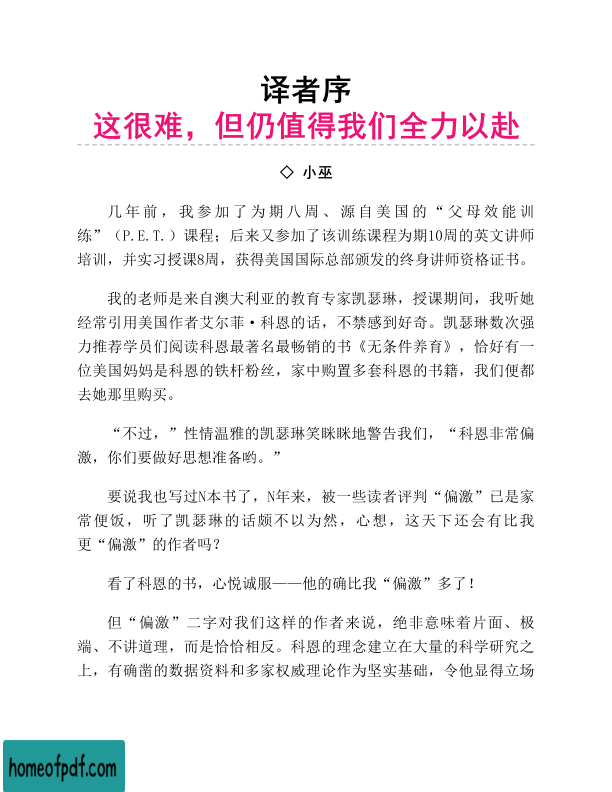 译者序
这很难，但仍值得我们全力以赴
◇ 小巫
几年前，我参加了为期八周、源自美国的“父母效能训
练”（P.E.T.）课程；后来又参加了该训练课程为期10周的英文讲师
培训，并实习授课8周，获得美国国际总部颁发的终身讲师资格证书。
我的老师是来自澳大利亚的教育专家凯瑟琳，授课期间，我听她
经常引用美国作者艾尔菲·科恩的话，不禁感到好奇。凯瑟琳数次强
力推荐学员们阅读科恩最著名最畅销的书《无条件养育》，恰好有一
位美国妈妈是科恩的铁杆粉丝，家中购置多套科恩的书籍，我们便都
去她那里购买。
“不过，”性情温雅的凯瑟琳笑眯眯地警告我们，“科恩非常偏
激，你们要做好思想准备哟。”
要说我也写过N本书了，N年来，被一些读者评判“偏激”已是家
常便饭，听了凯瑟琳的话颇不以为然，心想，这天下还会有比我
更“偏激”的作者吗？
看了科恩的书，心悦诚服——他的确比我“偏激”多了！
但“偏激”二字对我们这样的作者来说，绝非意味着片面、极
端、不讲道理，而是恰恰相反。科恩的理念建立在大量的科学研究之
上，有确凿的数据资料和多家权威理论作为坚实基础，令他显得立场
homeofpdf.com